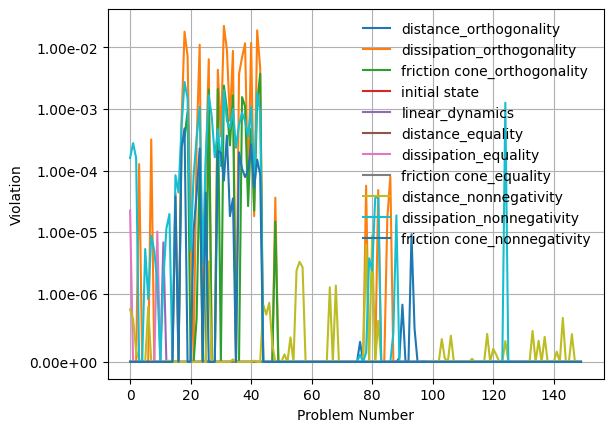 distance_orthogonality
dissipation_orthogonality
friction cone_orthogonality
initial state
linear_dynamics
distance_equality
dissipation_equality
friction cone_equality
distance_nonnegativity
dissipation_nonnegativity
friction cone_nonnegativity
1.00e-02
1.00e-03
1.00e-04
1.00e-05
1.00e-06
0.00e+00
Violation
0 20 40 60 80 100 120 140
Problem Number